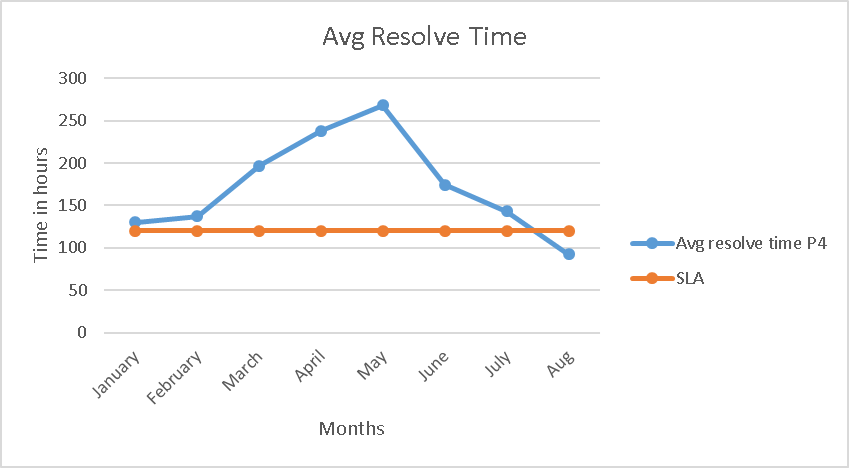 Avg Resolve Time
300
250
200
150
100
50
0
Time in hours
January
February
March
April
May
June
July
Aug
Months
Avg resolve time P4
SLA